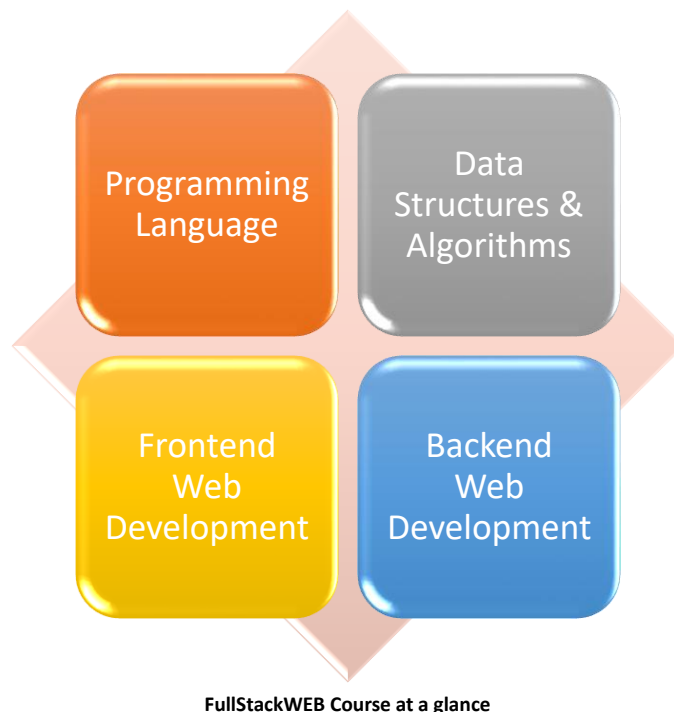 Programming
Language
Data
Structures &
Algorithms
Frontend
Web
Development
Backend
Web
Development
FullStackWEB Course at a glance